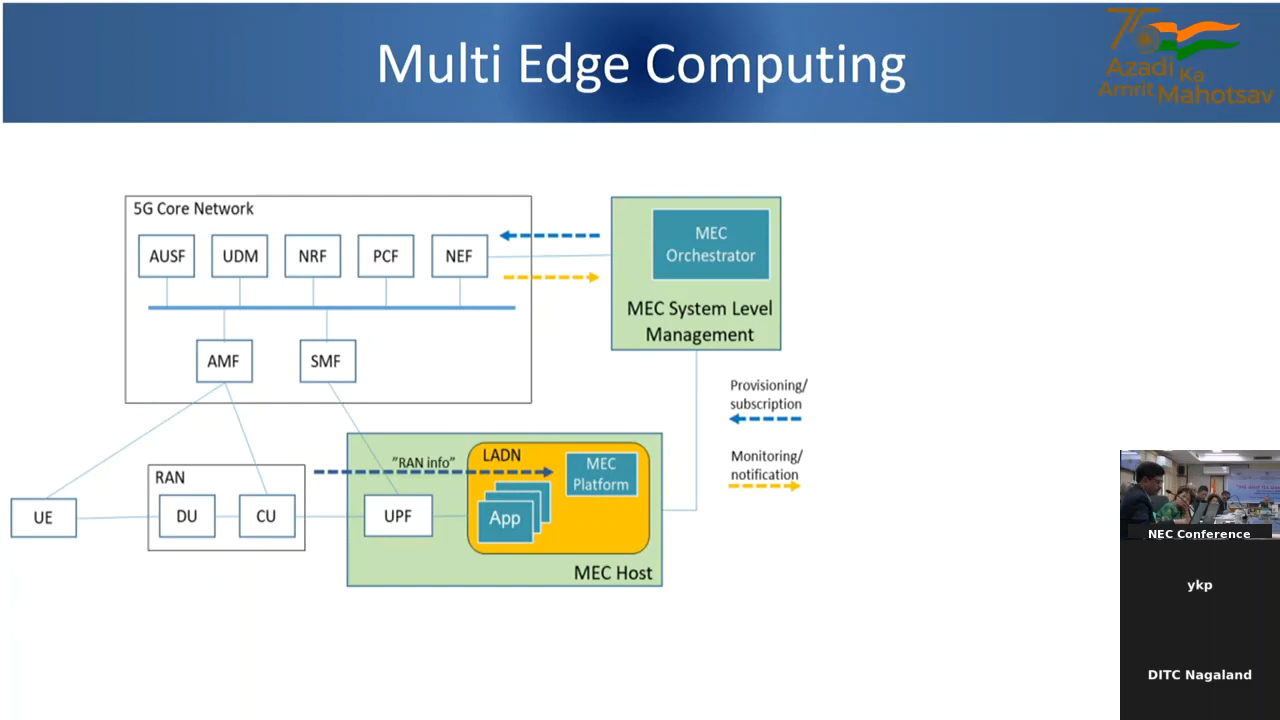 Multi Edge Computing
75
Azadi
Ka
Amrit
Mahotsav
5G Core Network
AUSF
UDM
NRF
PCF
NEF
AMF
SMF
MEC
Orchestrator
MEC System Level
Management
Provisioning/
subscription
Monitoring/
notification
RAN
UE
DU
CU
"RAN info"
UPF
LADN
MEC
Platform
App
MEC Host
NEC Conference
ykp
DITC Nagaland